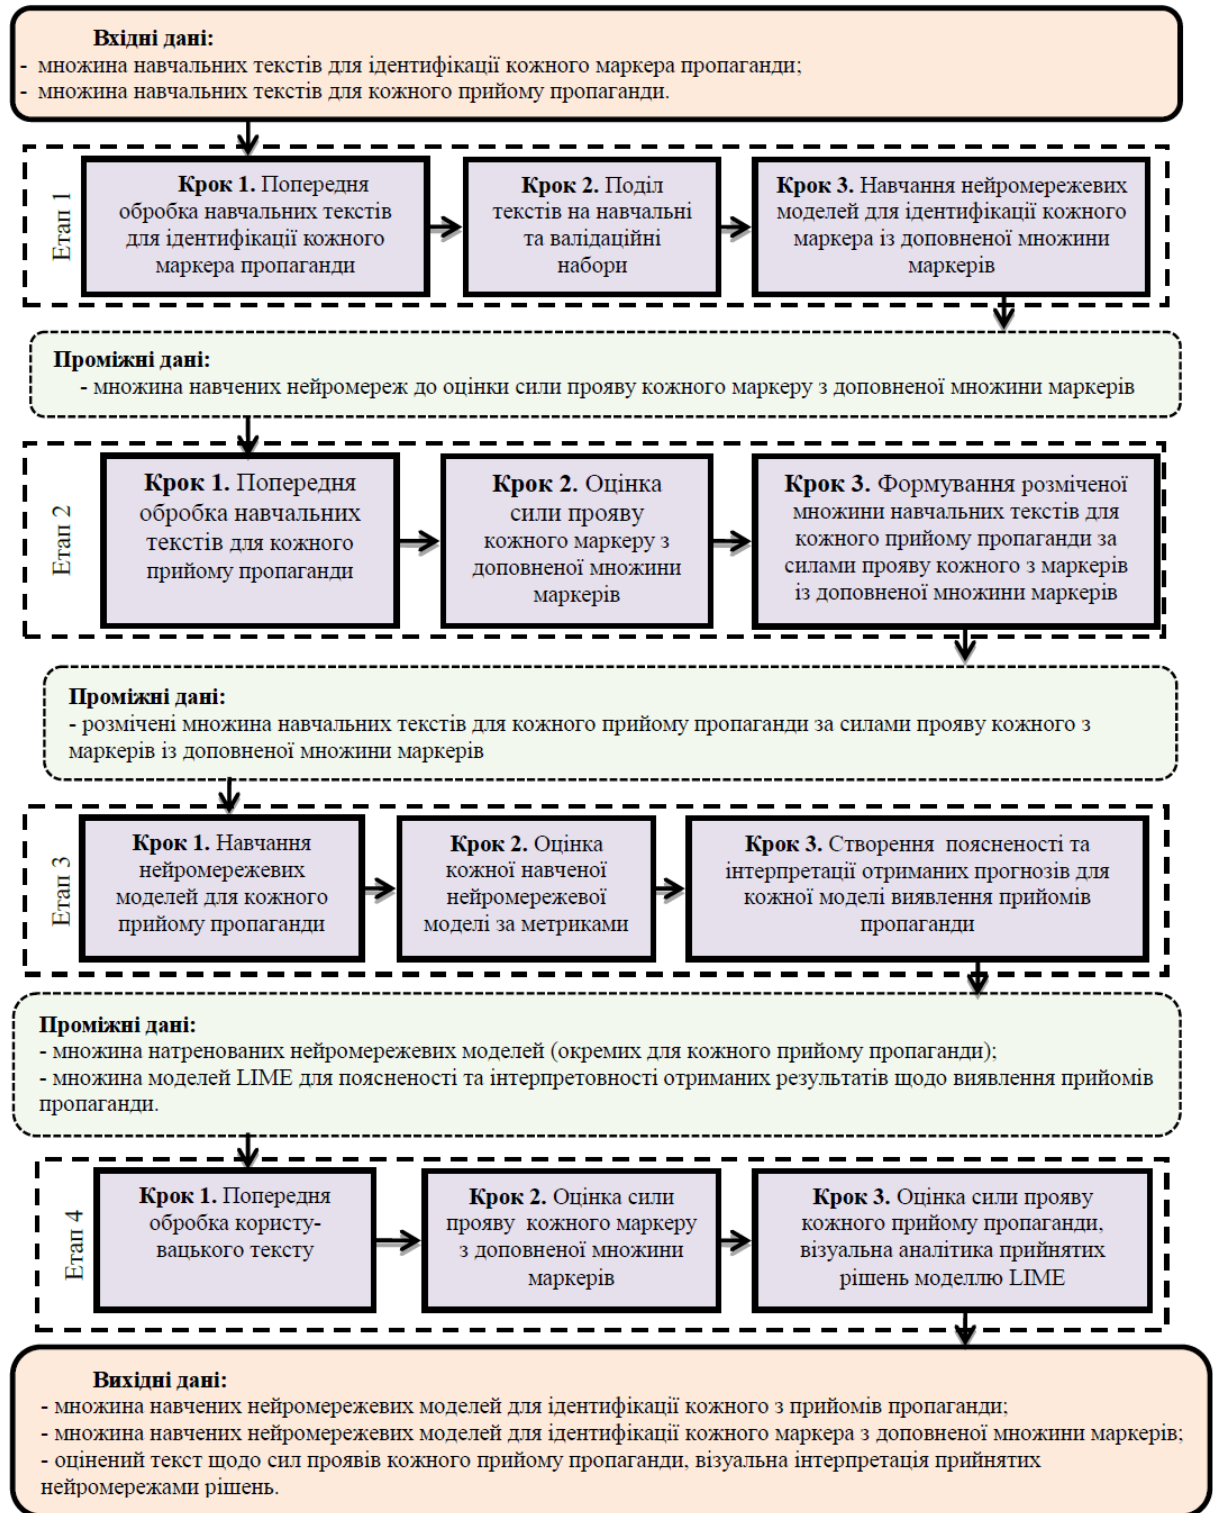 Вхідні дані:
- множина навчальних текстів для ідентифікації кожного маркера пропаганди;
- множина навчальних текстів для кожного прийому пропаганди.
Етап 1
Крок 1. Попередня
обробка навчальних текстів
для ідентифікації кожного
маркера пропаганди
Крок 2. Поділ
текстів на навчальні
та валідаційні
набори
Крок 3. Навчання нейромережевих
моделей для ідентифікації кожного
маркера із доповненої множини
маркерів
Проміжні дані:
- множина навчених нейромереж до оцінки сили прояву кожного маркеру з доповненої множини маркерів
Етап 2
Крок 1. Попередня
обробка навчальних
текстів для кожного
прийому пропаганди
Крок 2. Оцінка
сили прояву
кожного маркеру з
доповненої множини
маркерів
Крок 3. Формування розміченої
множини навчальних текстів для
кожного прийому пропаганди за
силами прояву кожного з маркерів
із доповненої множини маркерів
Проміжні дані:
- розмічені множина навчальних текстів для кожного прийому пропаганди за силами прояву кожного з
маркерів із доповненої множини маркерів
Етап 3
Крок 1. Навчання
нейромережевих
моделей для кожного
прийому пропаганди
Крок 2. Оцінка
кожної навченої
нейромережевої
моделі за метриками
Крок 3. Створення поясненості та
інтерпретації отриманих прогнозів для
кожної моделі виявлення прийомів
пропаганди
Проміжні дані:
- множина натренованих нейромережевих моделей (окремих для кожного прийому пропаганди);
- множина моделей LIME для поясненості та інтерпретовності отриманих результатів щодо виявлення прийомів
пропаганди.
Етап 4
Крок 1. Попередня
обробка користу-
вацького тексту
Крок 2. Оцінка сили
прояву кожного маркеру
з доповненої множини
маркерів
Крок 3. Оцінка сили прояву
кожного прийому пропаганди,
візуальна аналітика прийнятих
рішень моделлю LIME
Вихідні дані:
- множина навчених нейромережевих моделей для ідентифікації кожного з прийомів пропаганди;
- множина навчених нейромережевих моделей для ідентифікації кожного маркера з доповненої множини маркерів;
- оцінений текст щодо сил проявів кожного прийому пропаганди, візуальна інтерпретація прийнятих
нейромережами рішень.